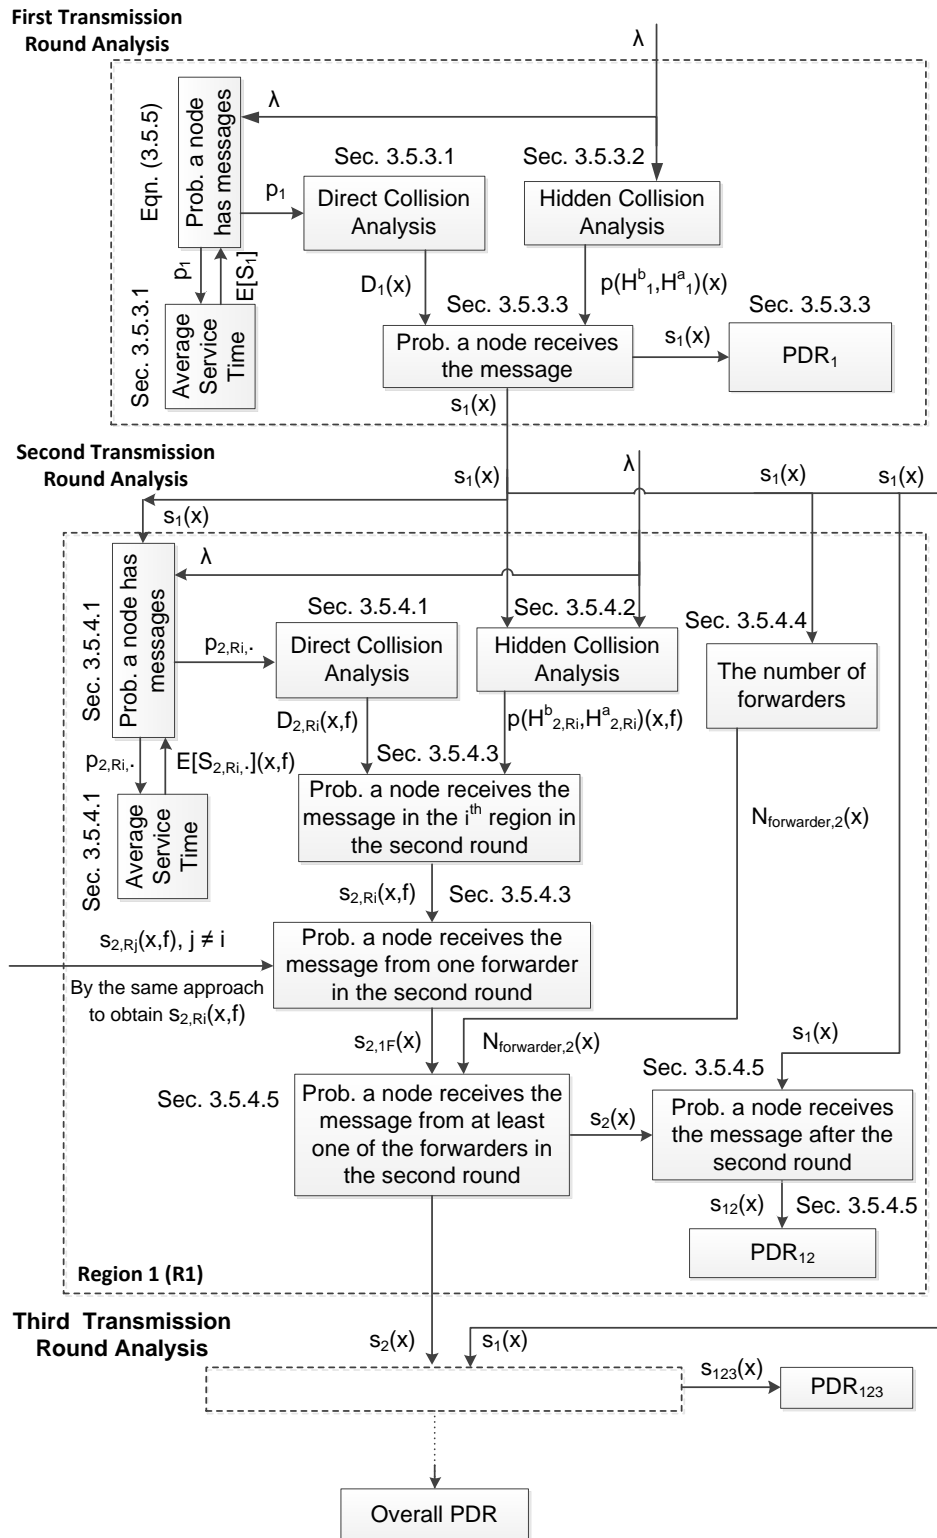 First Transmission
Round Analysis
λ
λ
Eqn. (3.5.5)
Prob. a node
has messages
p₁
Sec. 3.5.3.1
Direct Collision
Analysis
Sec. 3.5.3.2
Hidden Collision
Analysis
p₁
E[S₁]
Sec. 3.5.3.1
Average
Service
Time
D₁(x)
p(Hᵇ₁,Hᵃ₁)(x)
Sec. 3.5.3.3
Prob. a node receives
the message
s₁(x)
Sec. 3.5.3.3
PDR₁
s₁(x)
Second Transmission
Round Analysis
s₁(x)
λ
s₁(x)
s₁(x)
s₁(x)
λ
Sec. 3.5.4.1
Prob. a node has
messages
p₂,Rᵢ,.
Sec. 3.5.4.1
Direct Collision
Analysis
Sec. 3.5.4.2
Hidden Collision
Analysis
Sec. 3.5.4.4
The number of
forwarders
p₂,Rᵢ,.
E[S₂,Rᵢ,.](x,f)
Sec. 3.5.4.1
Average
Service
Time
D₂,Rᵢ(x,f)
p(Hᵇ₂,Rᵢ,Hᵃ₂,Rᵢ)(x,f)
Sec. 3.5.4.3
Prob. a node receives the
message in the iᵗʰ region in
the second round
N_forwarder,2(x)
s₂,Rᵢ(x,f)
Sec. 3.5.4.3
s₂,Rⱼ(x,f), j ≠ i
By the same approach
to obtain s₂,Rᵢ(x,f)
Prob. a node receives the
message from one forwarder
in the second round
s₂,₁F(x)
N_forwarder,2(x)
s₁(x)
Sec. 3.5.4.5
Prob. a node receives the
message from at least
one of the forwarders in
the second round
s₂(x)
Sec. 3.5.4.5
Prob. a node receives
the message after the
second round
s₁₂(x)
Sec. 3.5.4.5
PDR₁₂
Region 1 (R1)
Third Transmission
Round Analysis
s₂(x)
s₁(x)
s₁₂₃(x)
PDR₁₂₃
Overall PDR